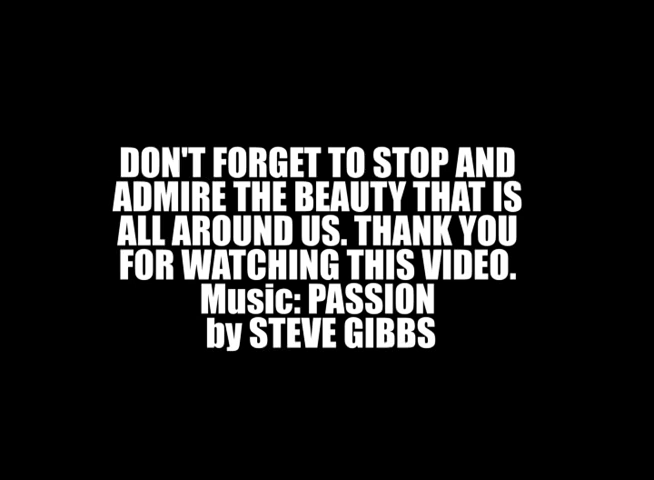 DON'T FORGET TO STOP AND
ADMIRE THE BEAUTY THAT IS
ALL AROUND US. THANK YOU
FOR WATCHING THIS VIDEO.
Music: PASSION
by STEVE GIBBS